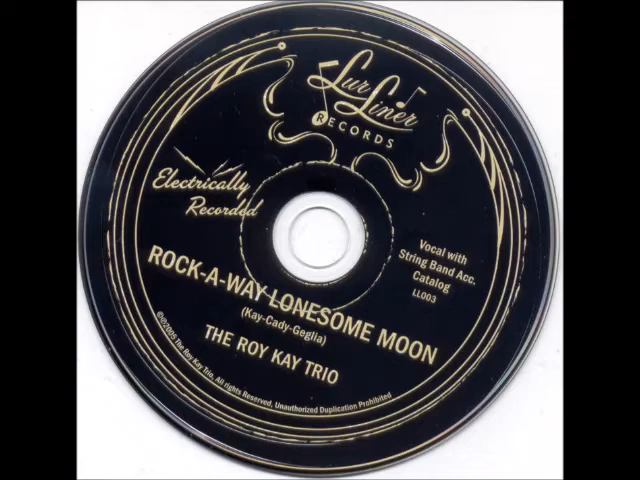 Lur Liner
RECORDS
Electrically
Recorded
Vocal with
String Band Acc.
Catalog
LL003
ROCK-A-WAY LONESOME MOON
(Kay-Cady-Geglia)
THE ROY KAY TRIO
©℗2005 The Roy Kay Trio. All rights Reserved, Unauthorized Duplication Prohibited